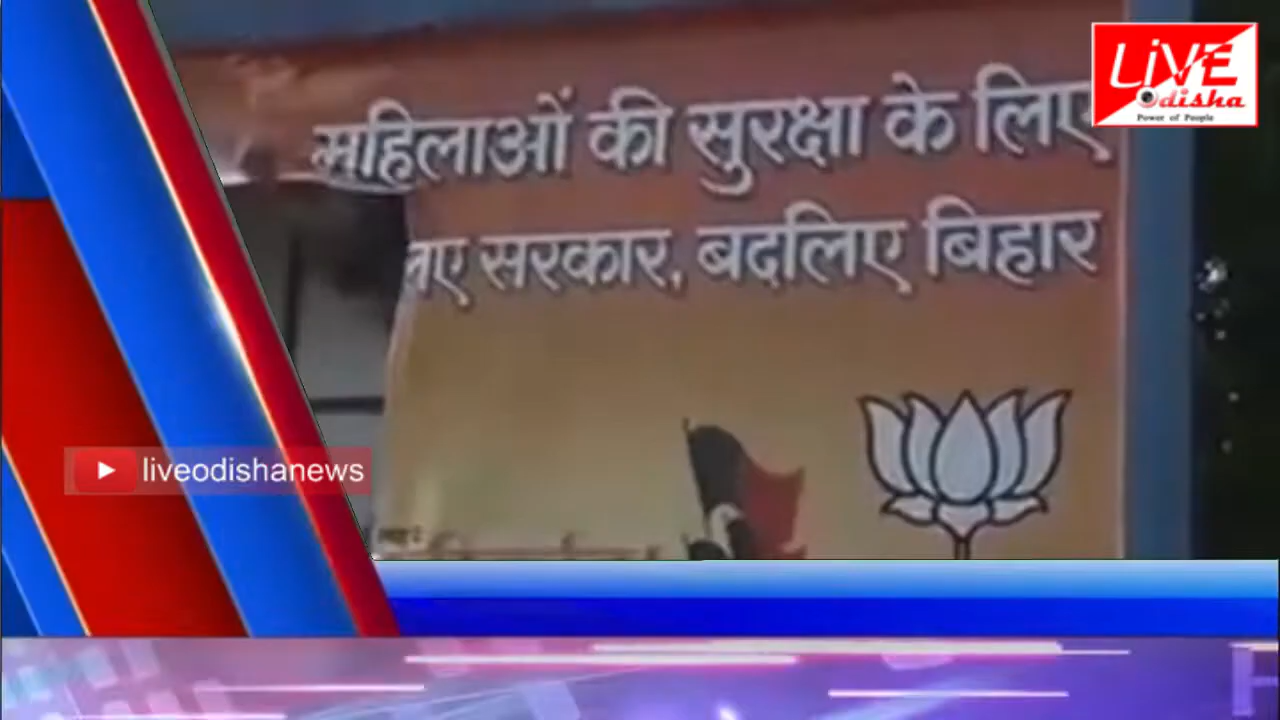 LiVE
Odisha
Power of People
महिलाओं की सुरक्षा के लिए
सरकार, बदलिए बिहार
liveodishanews